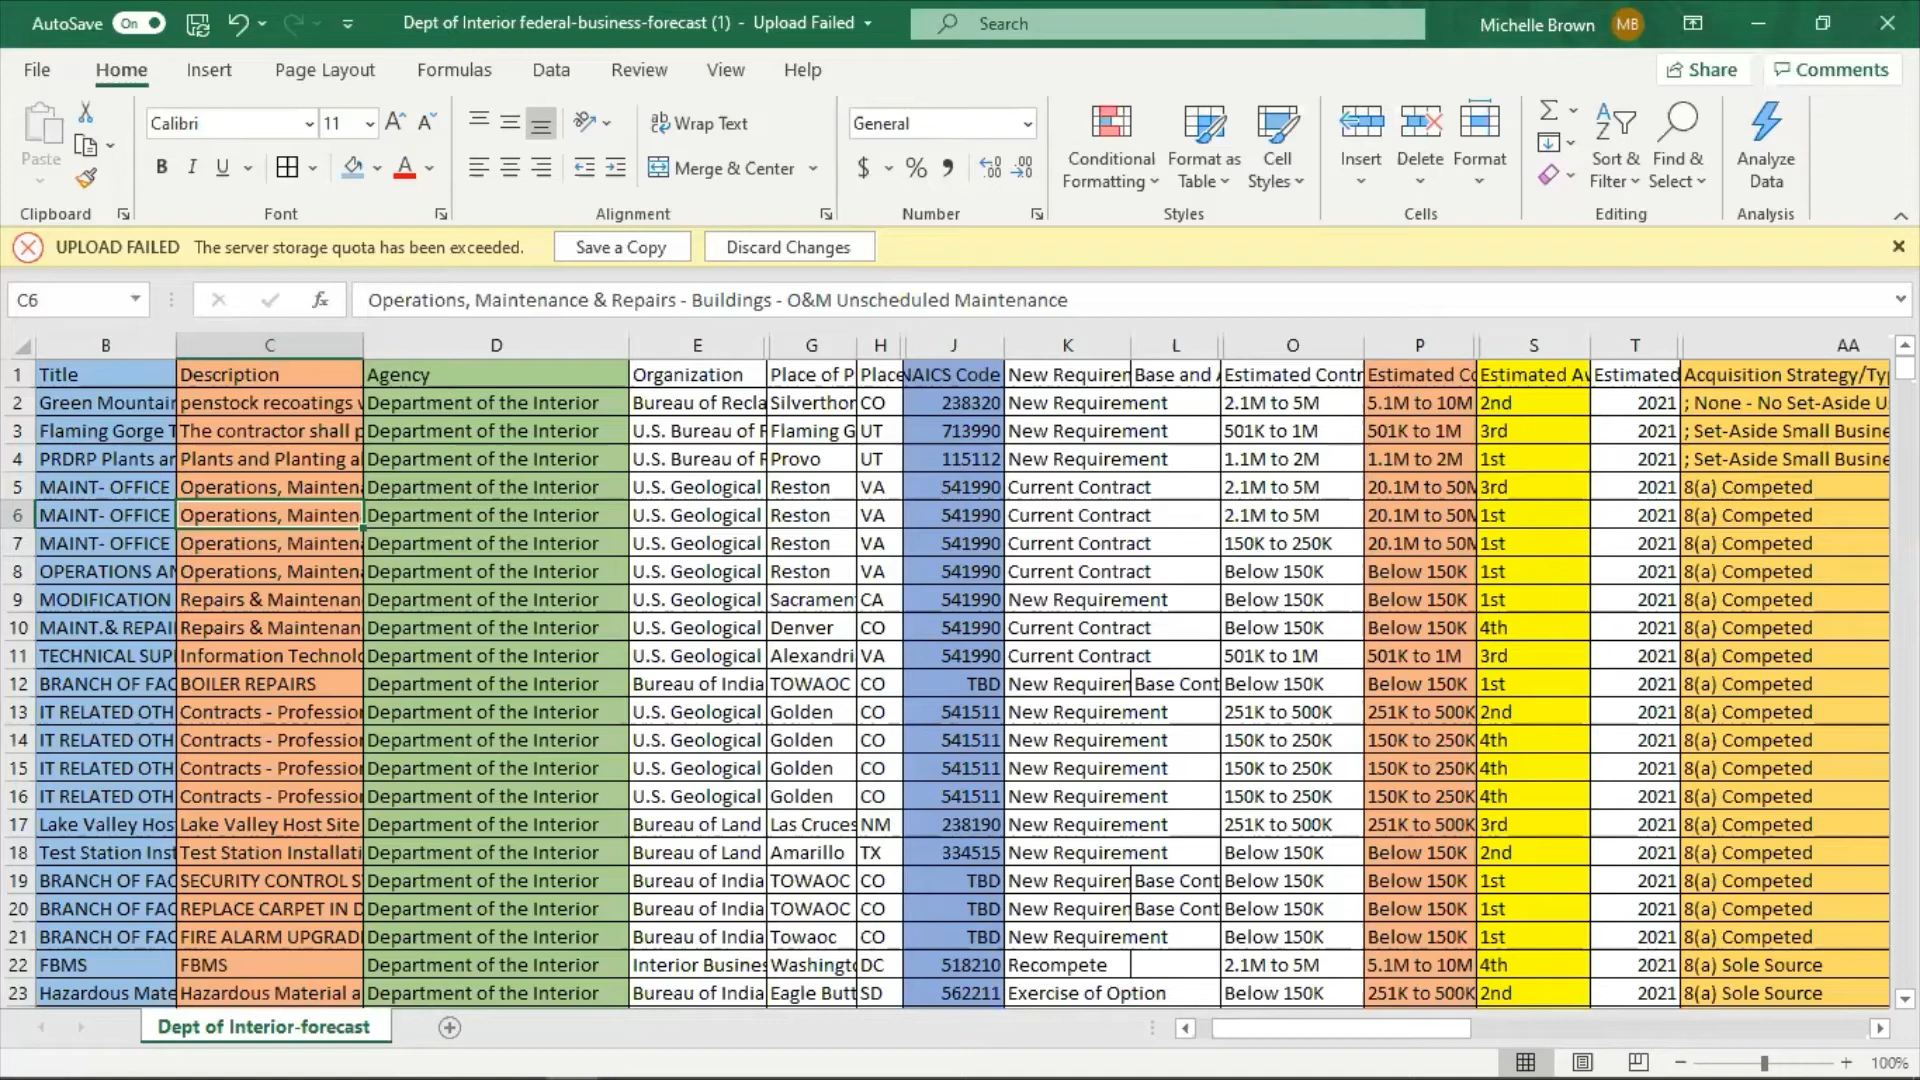 AutoSave On Dept of Interior federal-business-forecast (1) - Upload Failed Search Michelle Brown MB
File Home Insert Page Layout Formulas Data Review View Help Share Comments
Paste Calibri 11 Wrap Text General Conditional Formatting Format as Table Cell Styles Insert Delete Format Sort & Filter Find & Select Analyze Data
B I U Merge & Center $ %
Clipboard Font Alignment Number Styles Cells Editing Analysis
UPLOAD FAILED The server storage quota has been exceeded. Save a Copy Discard Changes
C6 fx Operations, Maintenance & Repairs - Buildings - O&M Unscheduled Maintenance
B C D E G H J K L O P S T AA
1 Title Description Agency Organization Place of P Place NAICS Code New Requiren Base and A Estimated Contr Estimated Co Estimated Aw Estimated Acquisition Strategy/Typ
2 Green Mountain penstock recoatings w Department of the Interior Bureau of Recla Silverthor CO 238320 New Requirement 2.1M to 5M 5.1M to 10M 2nd 2021 ; None - No Set-Aside U
3 Flaming Gorge T The contractor shall p Department of the Interior U.S. Bureau of R Flaming G UT 713990 New Requirement 501K to 1M 501K to 1M 3rd 2021 ; Set-Aside Small Busine
4 PRDRP Plants an Plants and Planting a Department of the Interior U.S. Bureau of R Provo UT 115112 New Requirement 1.1M to 2M 1.1M to 2M 1st 2021 ; Set-Aside Small Busine
5 MAINT- OFFICE Operations, Maintena Department of the Interior U.S. Geological Reston VA 541990 Current Contract 2.1M to 5M 20.1M to 50M 3rd 2021 8(a) Competed
6 MAINT- OFFICE Operations, Mainten Department of the Interior U.S. Geological Reston VA 541990 Current Contract 2.1M to 5M 20.1M to 50M 1st 2021 8(a) Competed
7 MAINT- OFFICE Operations, Maintena Department of the Interior U.S. Geological Reston VA 541990 Current Contract 150K to 250K 20.1M to 50M 1st 2021 8(a) Competed
8 OPERATIONS AN Operations, Maintena Department of the Interior U.S. Geological Reston VA 541990 Current Contract Below 150K Below 150K 1st 2021 8(a) Competed
9 MODIFICATION Repairs & Maintenan Department of the Interior U.S. Geological Sacramen CA 541990 New Requirement Below 150K Below 150K 1st 2021 8(a) Competed
10 MAINT.& REPAI Repairs & Maintenan Department of the Interior U.S. Geological Denver CO 541990 Current Contract Below 150K Below 150K 4th 2021 8(a) Competed
11 TECHNICAL SUP Information Technolo Department of the Interior U.S. Geological Alexandri VA 541990 Current Contract 501K to 1M 501K to 1M 3rd 2021 8(a) Competed
12 BRANCH OF FAC BOILER REPAIRS Department of the Interior Bureau of India TOWAOC CO TBD New Requiren Base Cont Below 150K Below 150K 1st 2021 8(a) Competed
13 IT RELATED OTH Contracts - Profession Department of the Interior U.S. Geological Golden CO 541511 New Requirement 251K to 500K 251K to 500K 2nd 2021 8(a) Competed
14 IT RELATED OTH Contracts - Profession Department of the Interior U.S. Geological Golden CO 541511 New Requirement 150K to 250K 150K to 250K 4th 2021 8(a) Competed
15 IT RELATED OTH Contracts - Profession Department of the Interior U.S. Geological Golden CO 541511 New Requirement 150K to 250K 150K to 250K 4th 2021 8(a) Competed
16 IT RELATED OTH Contracts - Profession Department of the Interior U.S. Geological Golden CO 541511 New Requirement 150K to 250K 150K to 250K 4th 2021 8(a) Competed
17 Lake Valley Hos Lake Valley Host Site Department of the Interior Bureau of Land Las Cruces NM 238190 New Requirement 251K to 500K 251K to 500K 3rd 2021 8(a) Competed
18 Test Station Inst Test Station Installati Department of the Interior Bureau of Land Amarillo TX 334515 New Requirement Below 150K Below 150K 2nd 2021 8(a) Competed
19 BRANCH OF FAC SECURITY CONTROL S Department of the Interior Bureau of India TOWAOC CO TBD New Requiren Base Cont Below 150K Below 150K 1st 2021 8(a) Competed
20 BRANCH OF FAC REPLACE CARPET IN D Department of the Interior Bureau of India TOWAOC CO TBD New Requiren Base Cont Below 150K Below 150K 1st 2021 8(a) Competed
21 BRANCH OF FAC FIRE ALARM UPGRAD Department of the Interior Bureau of India Towaoc CO TBD New Requirement Below 150K Below 150K 1st 2021 8(a) Competed
22 FBMS FBMS Department of the Interior Interior Busines Washingto DC 518210 Recompete 2.1M to 5M 5.1M to 10M 4th 2021 8(a) Sole Source
23 Hazardous Mate Hazardous Material a Department of the Interior Bureau of India Eagle Butt SD 562211 Exercise of Option Below 150K 251K to 500K 2nd 2021 8(a) Sole Source
Dept of Interior-forecast
100%